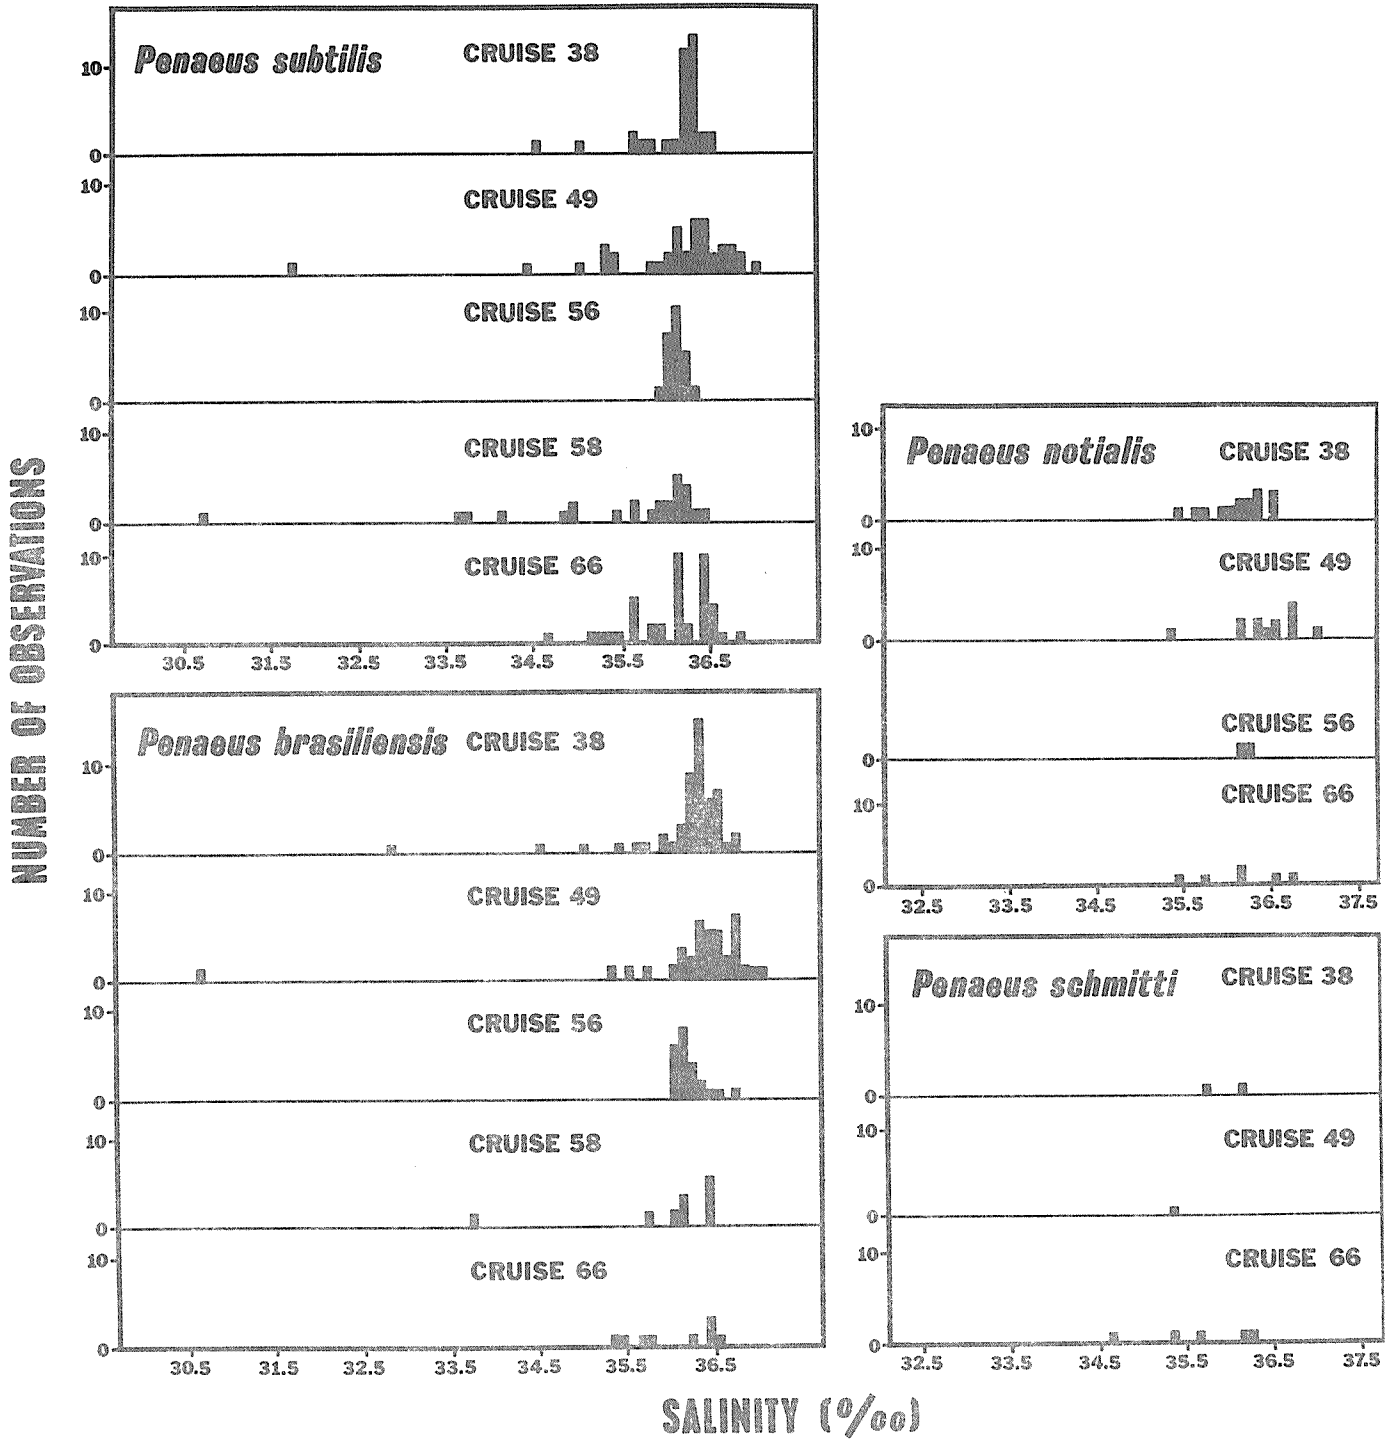 NUMBER OF OBSERVATIONS
Penaeus subtilis CRUISE 38
10
0
CRUISE 49
10
0
CRUISE 56
10
0
CRUISE 58
10
0
CRUISE 66
10
0
30.5 31.5 32.5 33.5 34.5 35.5 36.5
Penaeus brasiliensis CRUISE 38
10
0
CRUISE 49
10
0
CRUISE 56
10
0
CRUISE 58
10
0
CRUISE 66
10
0
30.5 31.5 32.5 33.5 34.5 35.5 36.5
Penaeus notialis CRUISE 38
10
0
CRUISE 49
10
0
CRUISE 56
0
CRUISE 66
10
0
32.5 33.5 34.5 35.5 36.5 37.5
Penaeus schmitti CRUISE 38
10
0
CRUISE 49
10
0
CRUISE 66
10
0
32.5 33.5 34.5 35.5 36.5 37.5
SALINITY (‰)